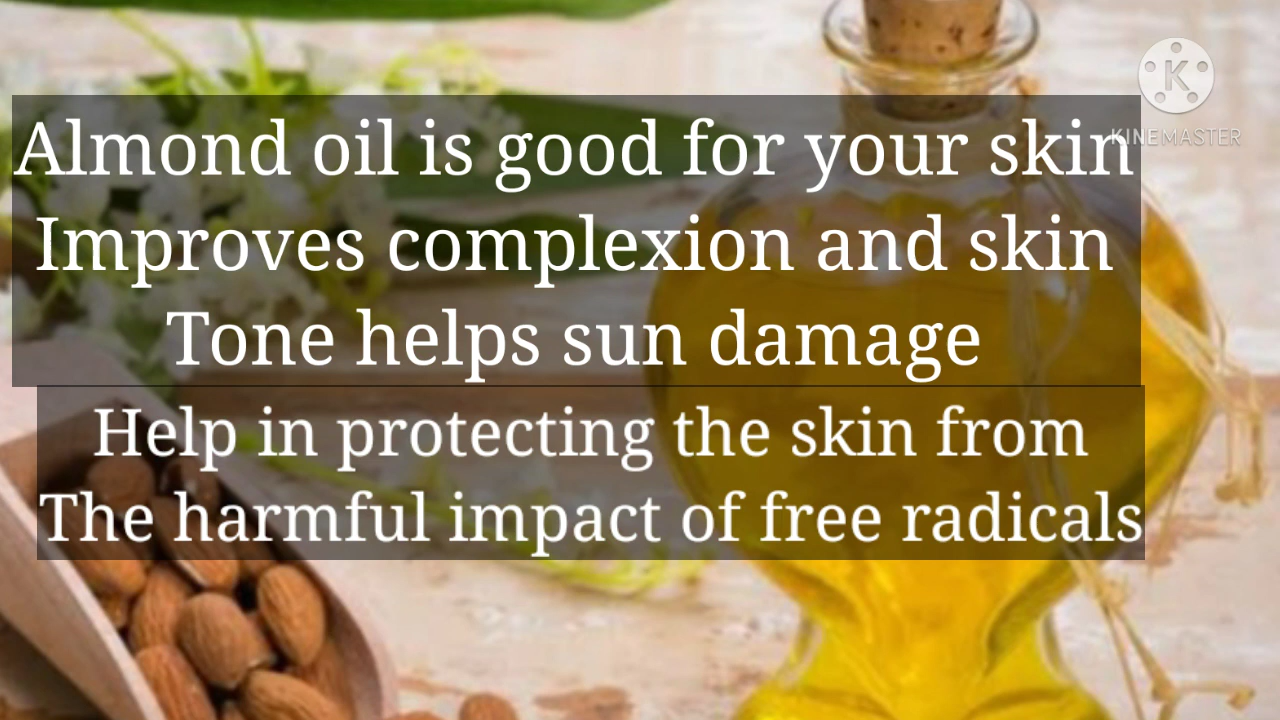 Almond oil is good for your skin
Improves complexion and skin
Tone helps sun damage
Help in protecting the skin from
The harmful impact of free radicals
K
KINEMASTER